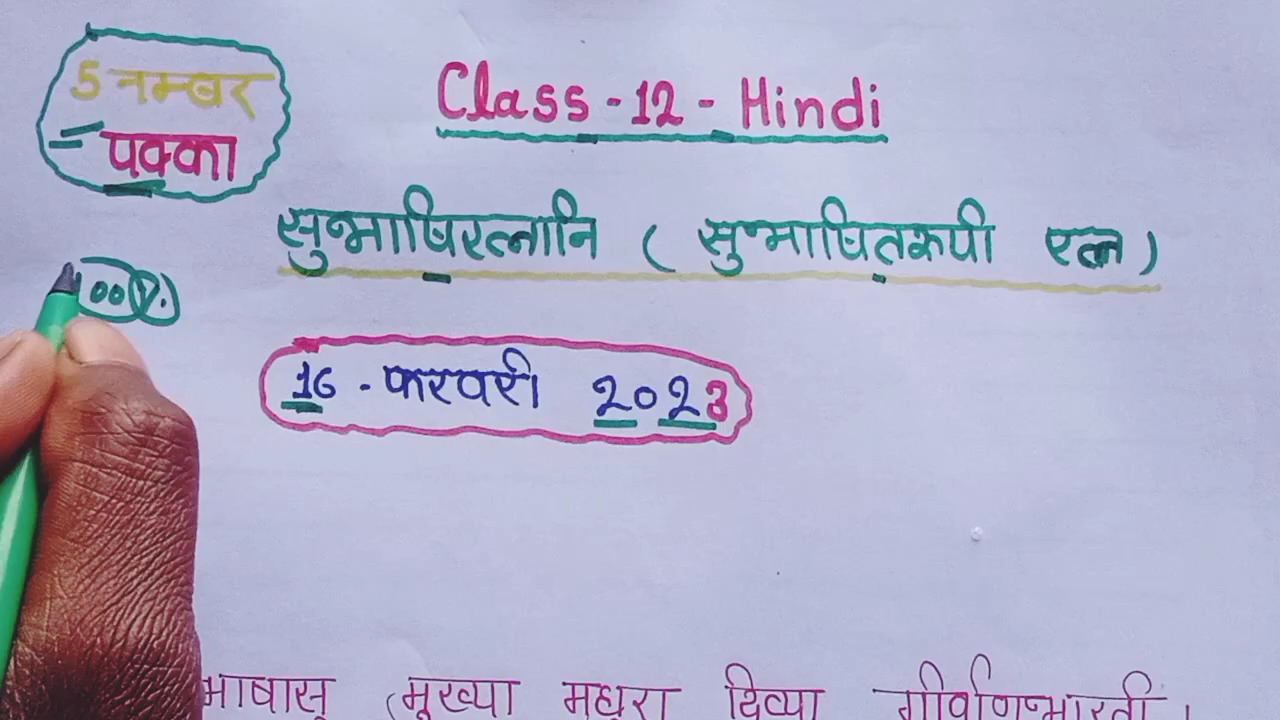 5 नम्बर
पक्का
Class-12-Hindi
सुभाषिरत्नानि ( सुभाषितरूपी रत्न )
100%
16 - फरवरी 2023
भाषासु मुख्या मधुरा दिव्या गीर्वाणभारती ।